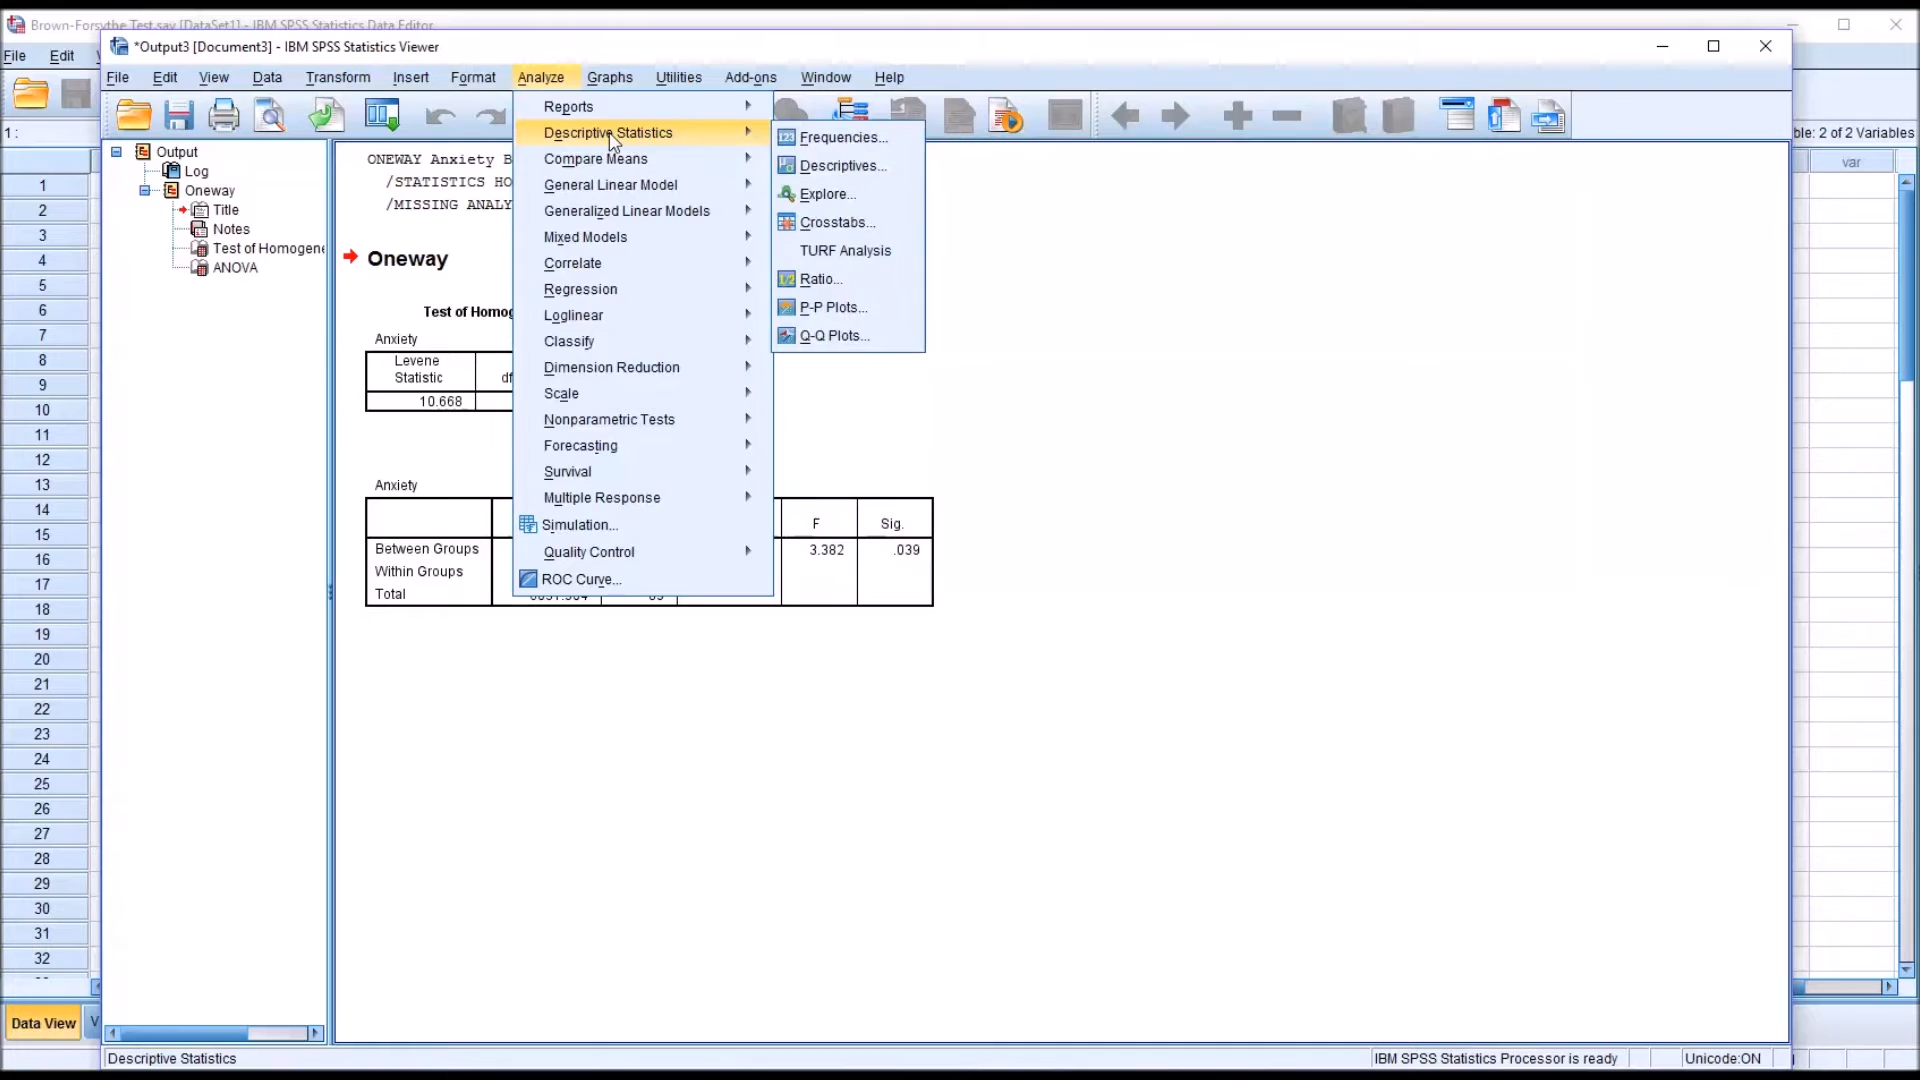 Brown-Forsythe Test.sav [DataSet1] - IBM SPSS Statistics Data Editor
*Output3 [Document3] - IBM SPSS Statistics Viewer
File Edit
File Edit View Data Transform Insert Format Analyze Graphs Utilities Add-ons Window Help
1 :
ble: 2 of 2 Variables
var
Reports
Descriptive Statistics
Compare Means
General Linear Model
Generalized Linear Models
Mixed Models
Correlate
Regression
Loglinear
Classify
Dimension Reduction
Scale
Nonparametric Tests
Forecasting
Survival
Multiple Response
Simulation...
Quality Control
ROC Curve...
Frequencies...
Descriptives...
Explore...
Crosstabs...
TURF Analysis
Ratio...
P-P Plots...
Q-Q Plots...
Output
Log
Oneway
Title
Notes
Test of Homogene
ANOVA
ONEWAY Anxiety B
/STATISTICS HO
/MISSING ANALY
Oneway
Test of Homog
Anxiety
Levene
Statistic
df
10.668
Anxiety
F Sig.
Between Groups 3.382 .039
Within Groups
Total
1
2
3
4
5
6
7
8
9
10
11
12
13
14
15
16
17
18
19
20
21
22
23
24
25
26
27
28
29
30
31
32
Data View V
Descriptive Statistics
IBM SPSS Statistics Processor is ready
Unicode:ON